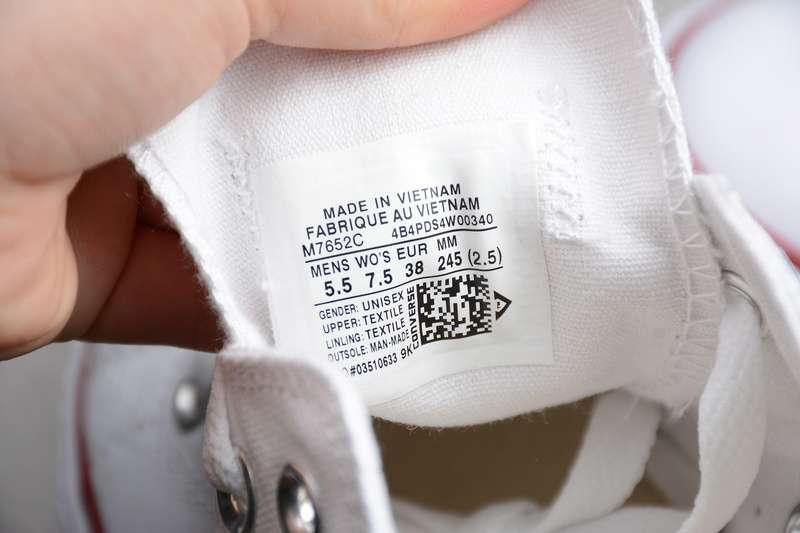 MADE IN VIETNAM
FABRIQUE AU VIETNAM
M7652C 4B4PDS4W00340
MENS WO'S EUR MM
5.5 7.5 38 245 (2.5)
GENDER: UNISEX
UPPER: TEXTILE
LINLING: TEXTILE
OUTSOLE: MAN-MADE
#03510633 9K
CONVERSE